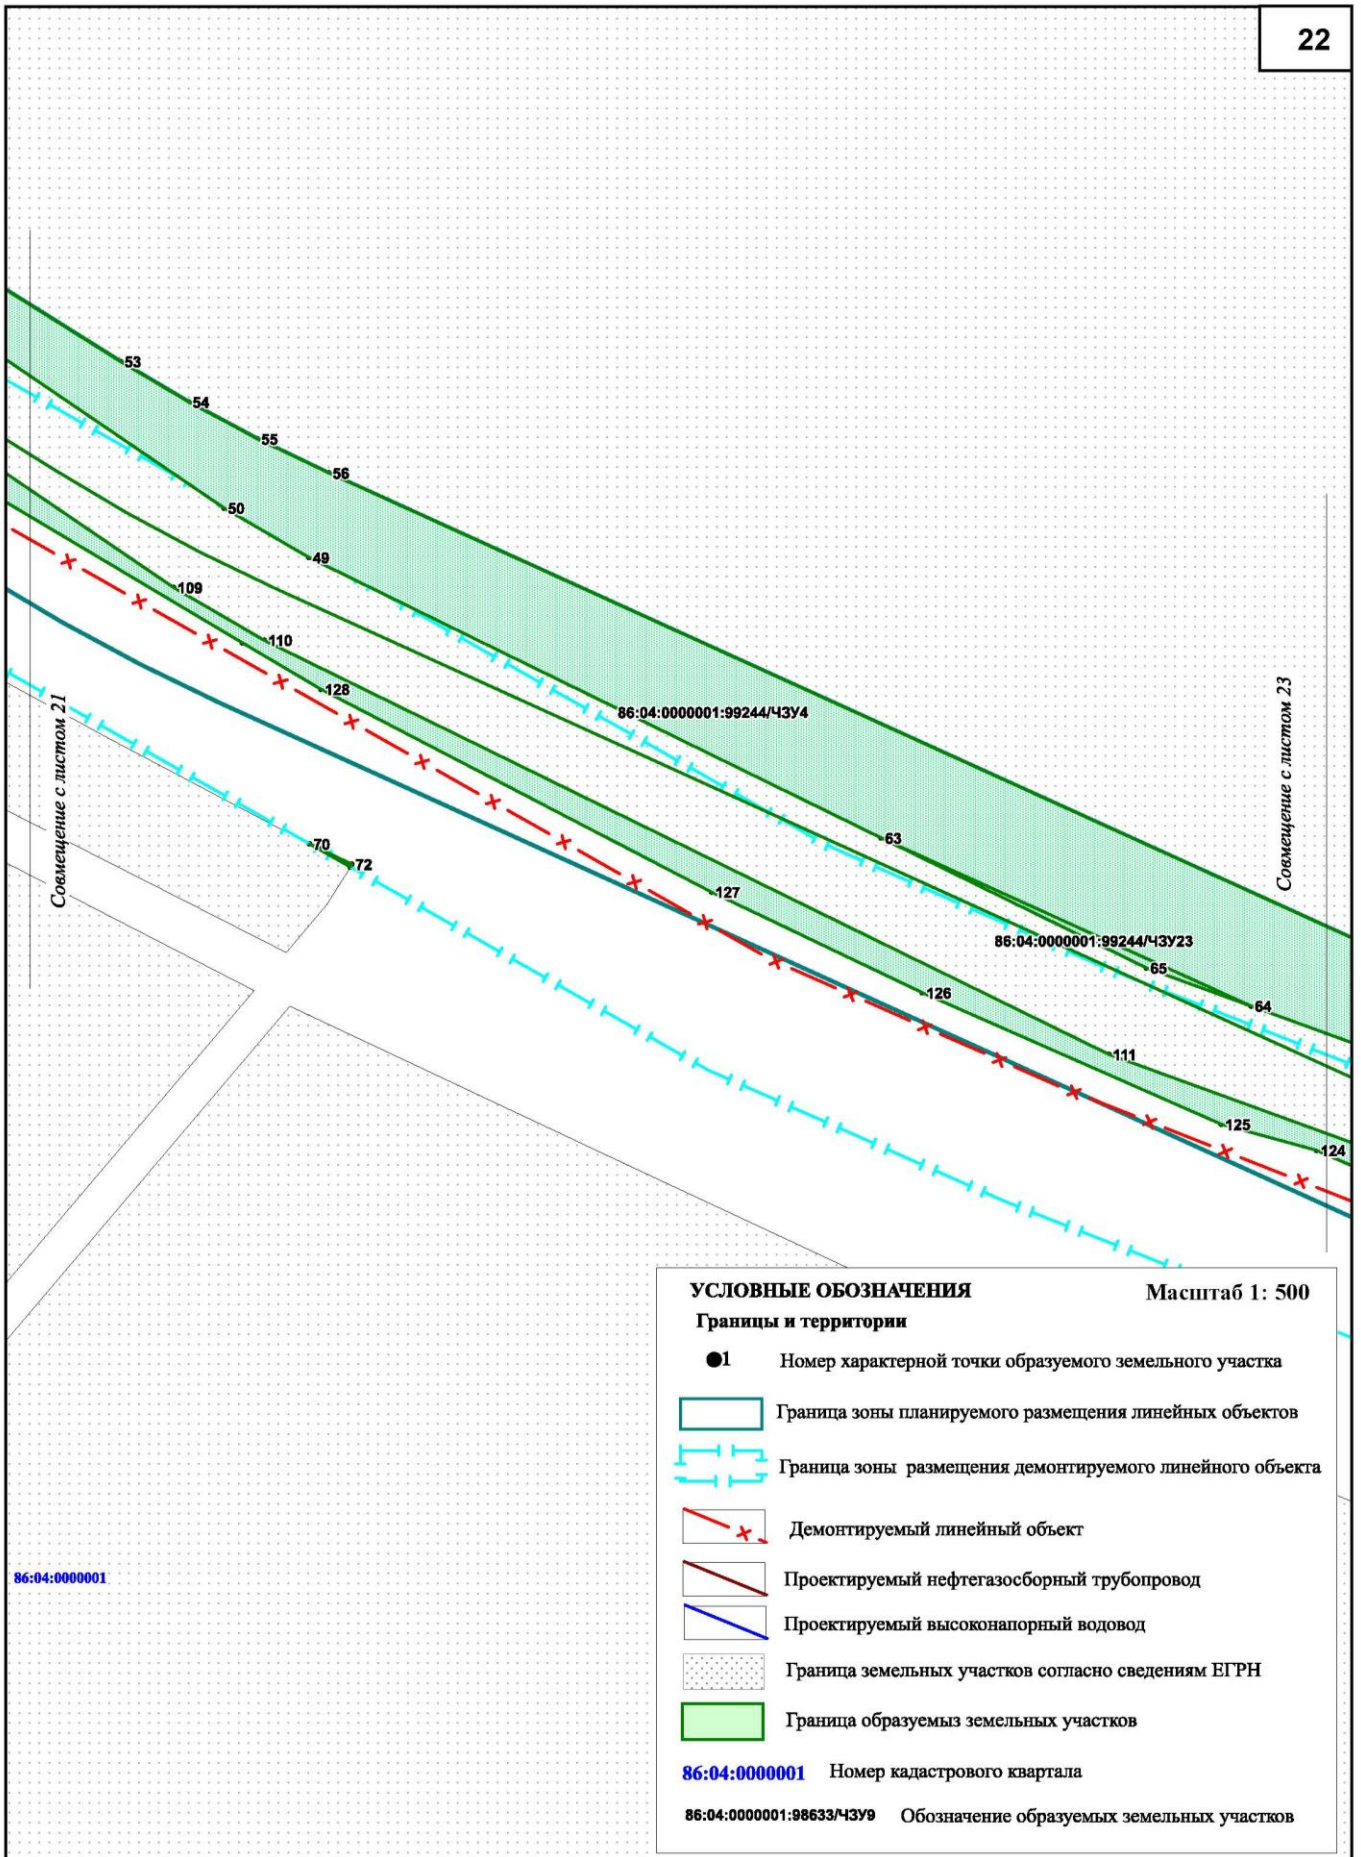 22
53
54
55
56
50
49
109
110
128
86:04:0000001:99244/ЧЗУ4
Совмещение с листом 21
Совмещение с листом 23
70
72
63
127
86:04:0000001:99244/ЧЗУ23
65
126
64
111
125
124
УСЛОВНЫЕ ОБОЗНАЧЕНИЯ
Масштаб 1: 500
Границы и территории
1 Номер характерной точки образуемого земельного участка
Граница зоны планируемого размещения линейных объектов
Граница зоны размещения демонтируемого линейного объекта
Демонтируемый линейный объект
Проектируемый нефтегазосборный трубопровод
86:04:0000001
Проектируемый высоконапорный водовод
Граница земельных участков согласно сведениям ЕГРН
Граница образуемыз земельных участков
86:04:0000001 Номер кадастрового квартала
86:04:0000001:98633/ЧЗУ9 Обозначение образуемых земельных участков